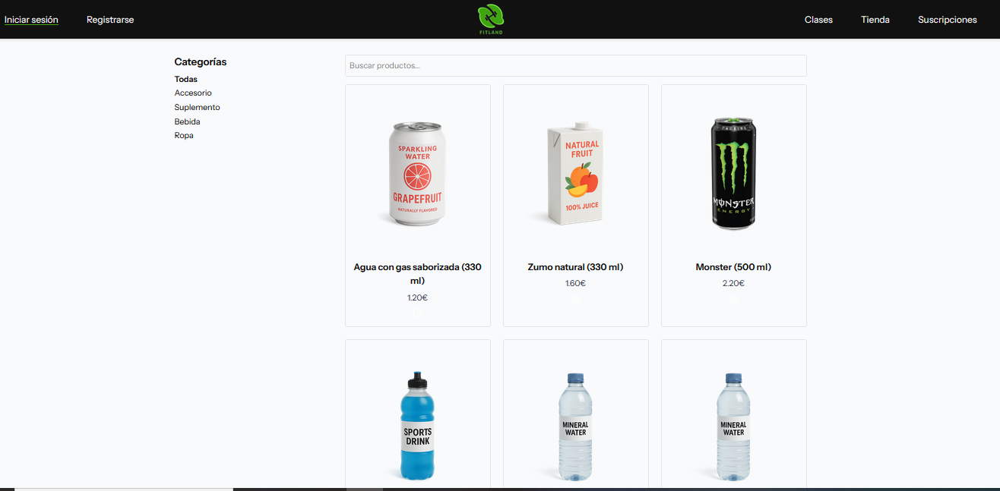 Iniciar sesión
Registrarse
FITLAND
Clases
Tienda
Suscripciones
Categorías
Todas
Accesorio
Suplemento
Bebida
Ropa
Buscar productos...
SPARKLING
WATER
GRAPEFRUIT
NATURALLY FLAVORED
Agua con gas saborizada (330
ml)
1.20€
NATURAL
FRUIT
100% JUICE
Zumo natural (330 ml)
1.60€
MONSTER
ENERGY
Monster (500 ml)
2.20€
SPORTS
DRINK
MINERAL
WATER
MINERAL
WATER